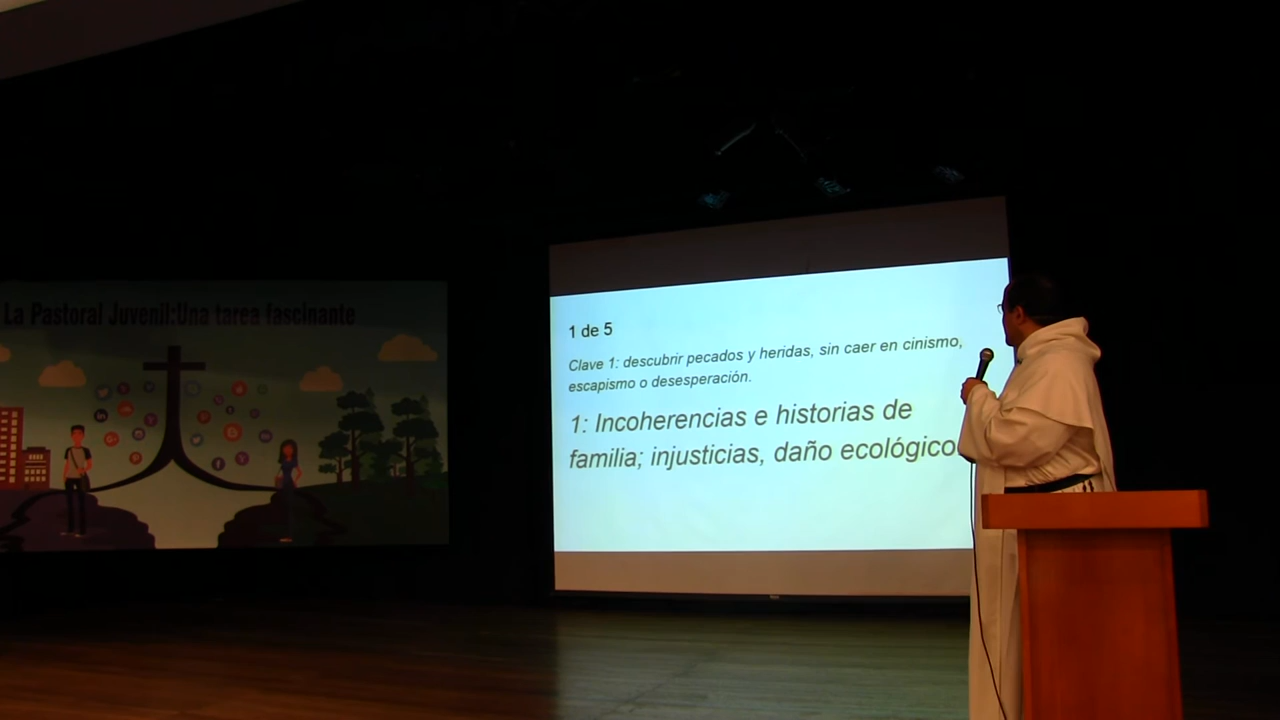 La Pastoral Juvenil:Una tarea fascinante
1 de 5
Clave 1: descubrir pecados y heridas, sin caer en cinismo,
escapismo o desesperación.
1: Incoherencias e historias de
familia; injusticias, daño ecológico.